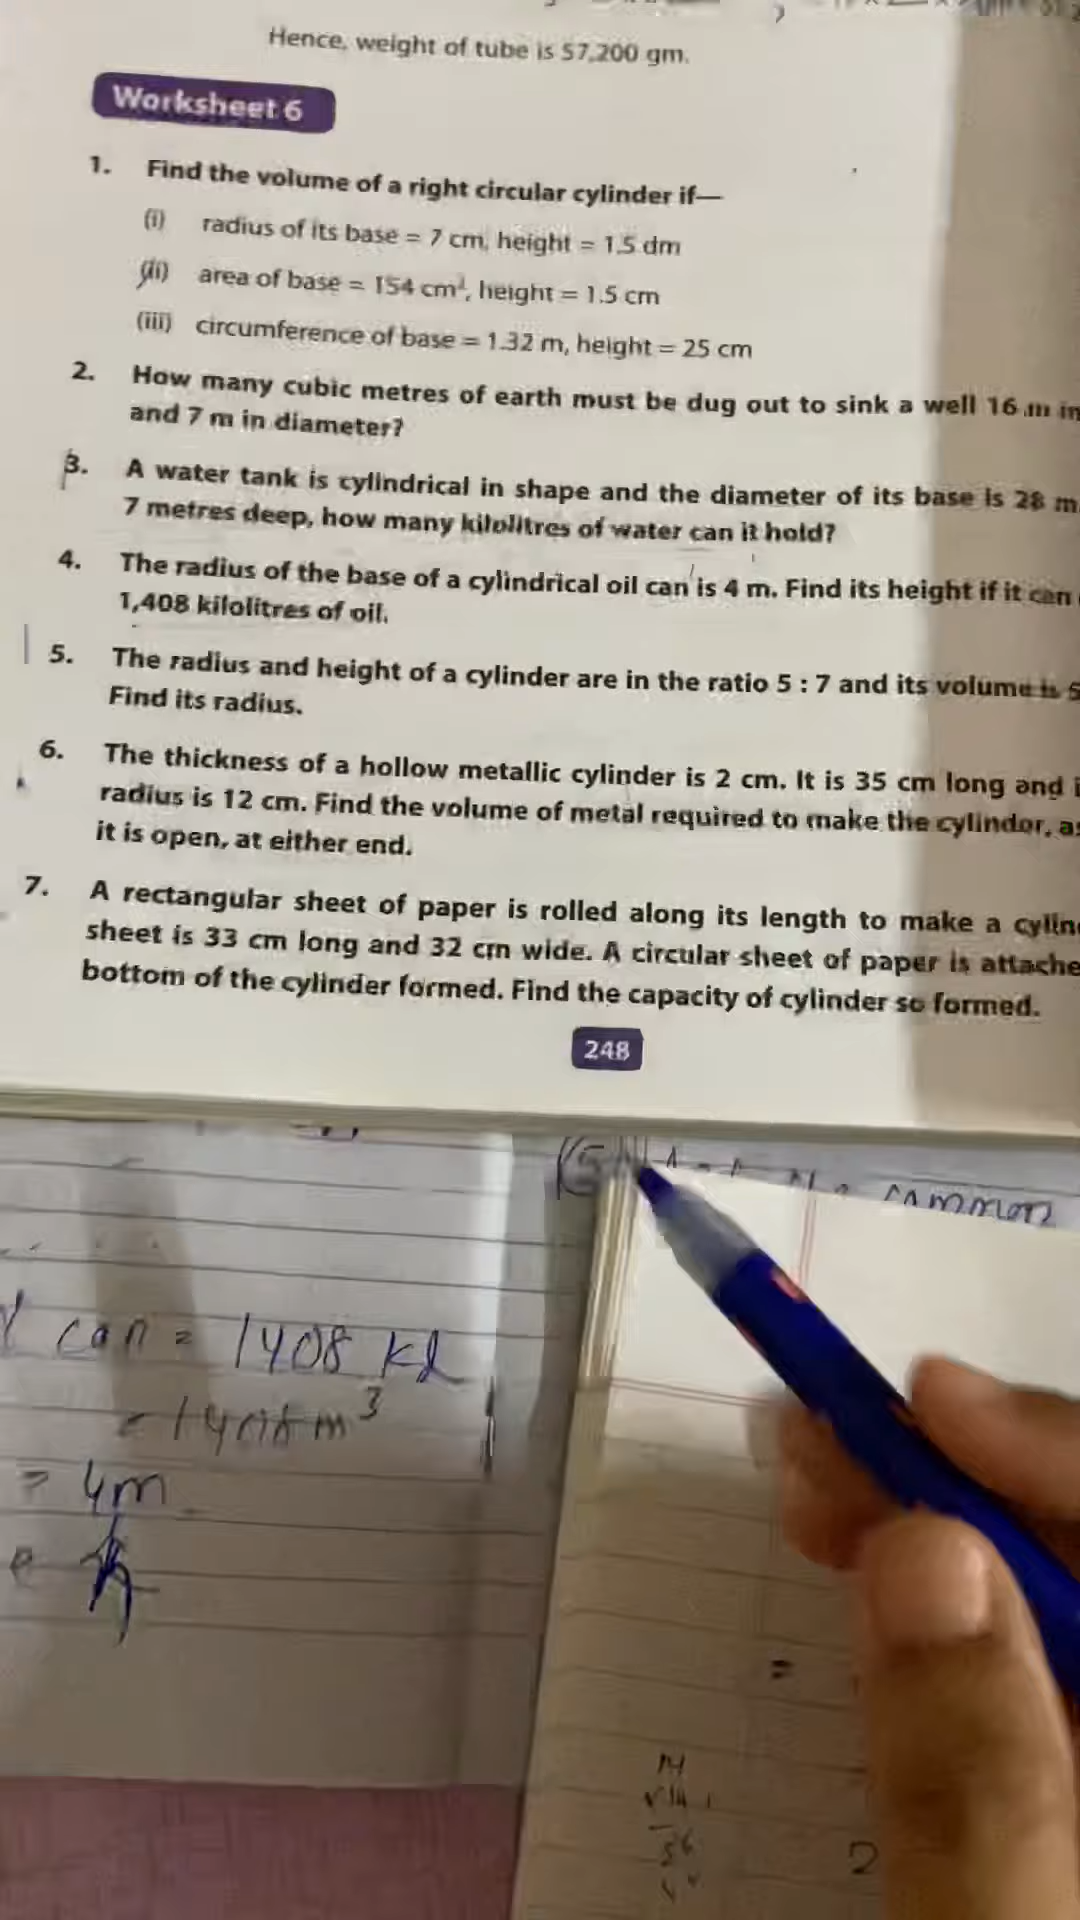 Hence, weight of tube is 57,200 gm.
Worksheet 6
1. Find the volume of a right circular cylinder if—
(i) radius of its base = 7 cm, height = 1.5 dm
(ii) area of base = 154 cm², height = 1.5 cm
(iii) circumference of base = 1.32 m, height = 25 cm
2. How many cubic metres of earth must be dug out to sink a well 16 m in
and 7 m in diameter?
3. A water tank is cylindrical in shape and the diameter of its base is 28 m
7 metres deep, how many kilolitres of water can it hold?
4. The radius of the base of a cylindrical oil can is 4 m. Find its height if it can
1,408 kilolitres of oil.
5. The radius and height of a cylinder are in the ratio 5 : 7 and its volume is 5
Find its radius.
6. The thickness of a hollow metallic cylinder is 2 cm. It is 35 cm long and
radius is 12 cm. Find the volume of metal required to make the cylinder,
it is open, at either end.
7. A rectangular sheet of paper is rolled along its length to make a
sheet is 33 cm long and 32 cm wide. A circular sheet of paper is
bottom of the cylinder formed. Find the capacity of cylinder so formed.
248
common
can = 1408 kl
= 1408 m³
= 4m
h
=
14
56
2